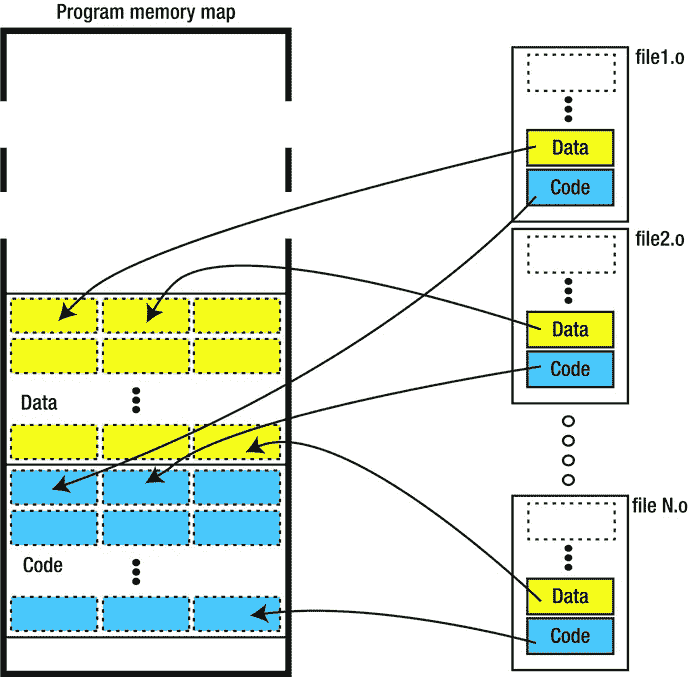 Program memory map
file1.o
Data
Code
file2.o
Data
Code
Data
Code
file N.o
Data
Code